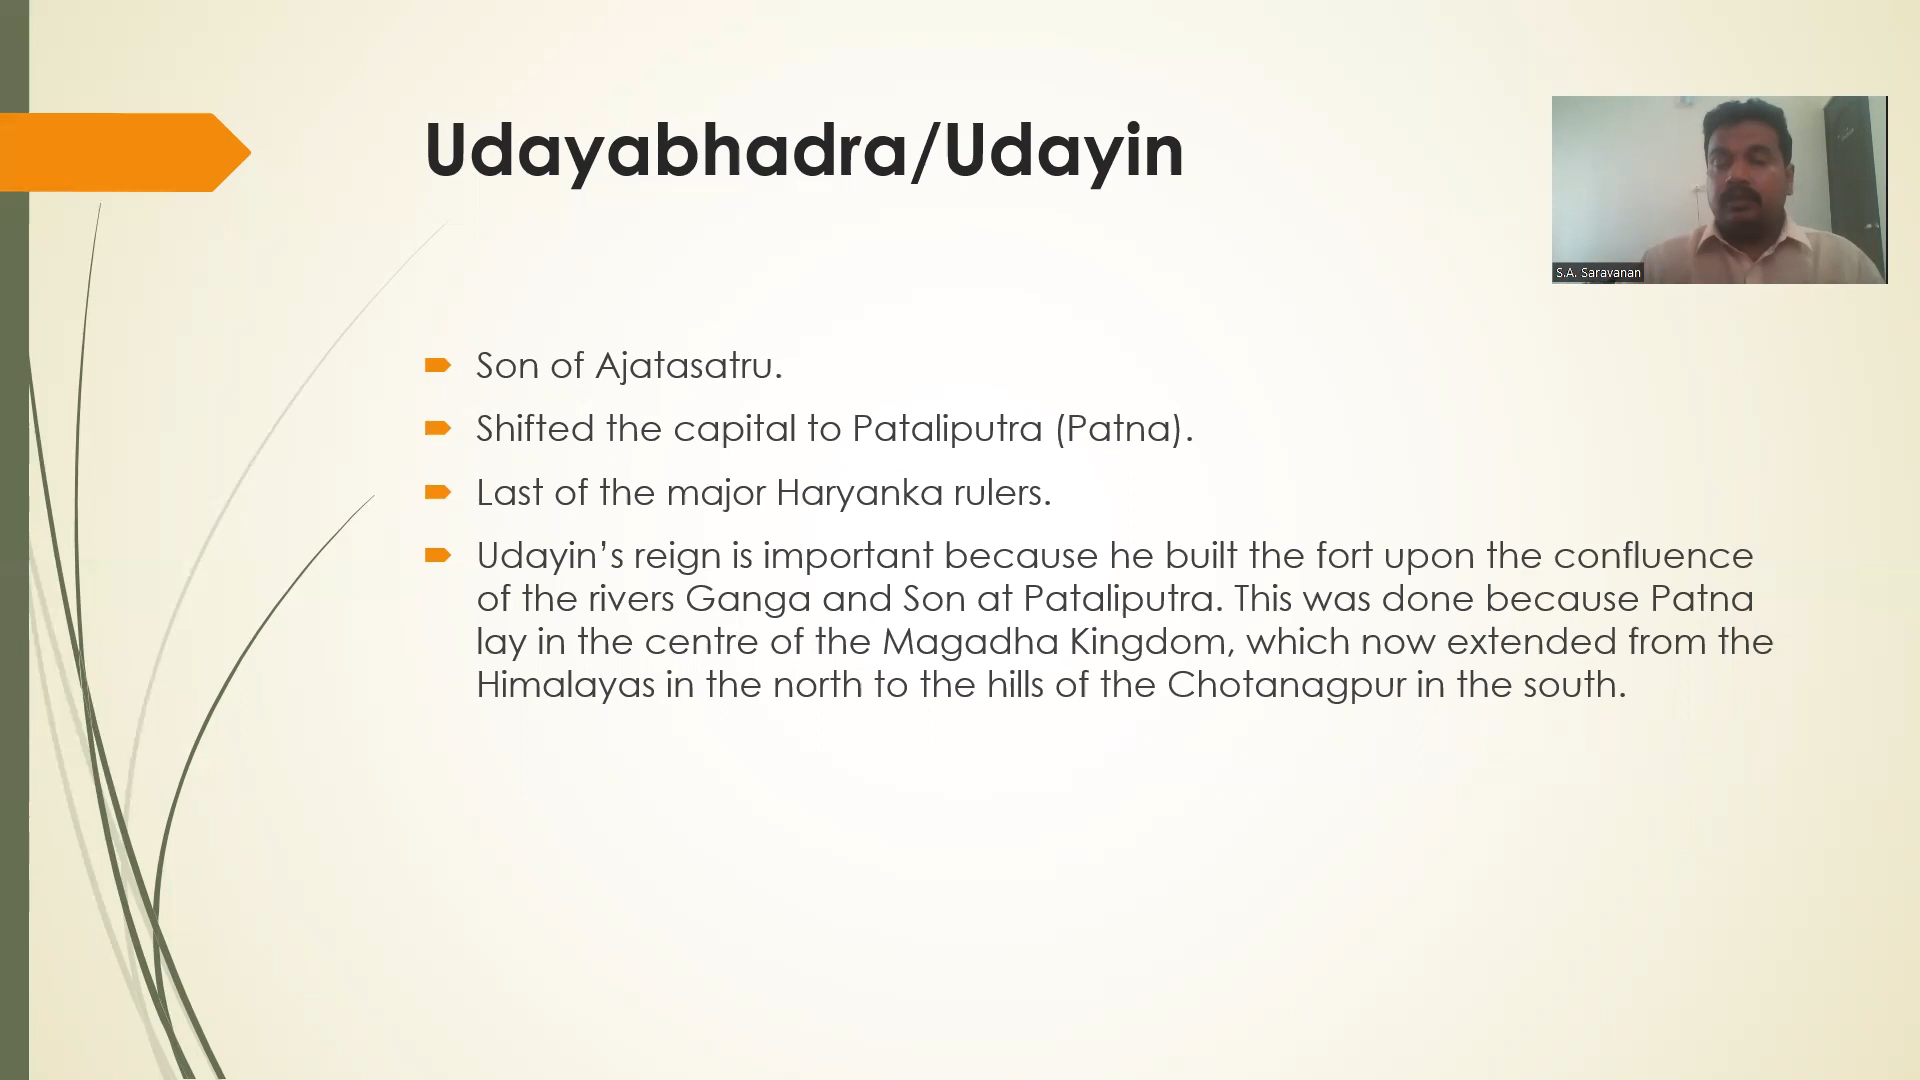 Udayabhadra/Udayin
S.A. Saravanan
Son of Ajatasatru.
Shifted the capital to Pataliputra (Patna).
Last of the major Haryanka rulers.
Udayin’s reign is important because he built the fort upon the confluence
of the rivers Ganga and Son at Pataliputra. This was done because Patna
lay in the centre of the Magadha Kingdom, which now extended from the
Himalayas in the north to the hills of the Chotanagpur in the south.